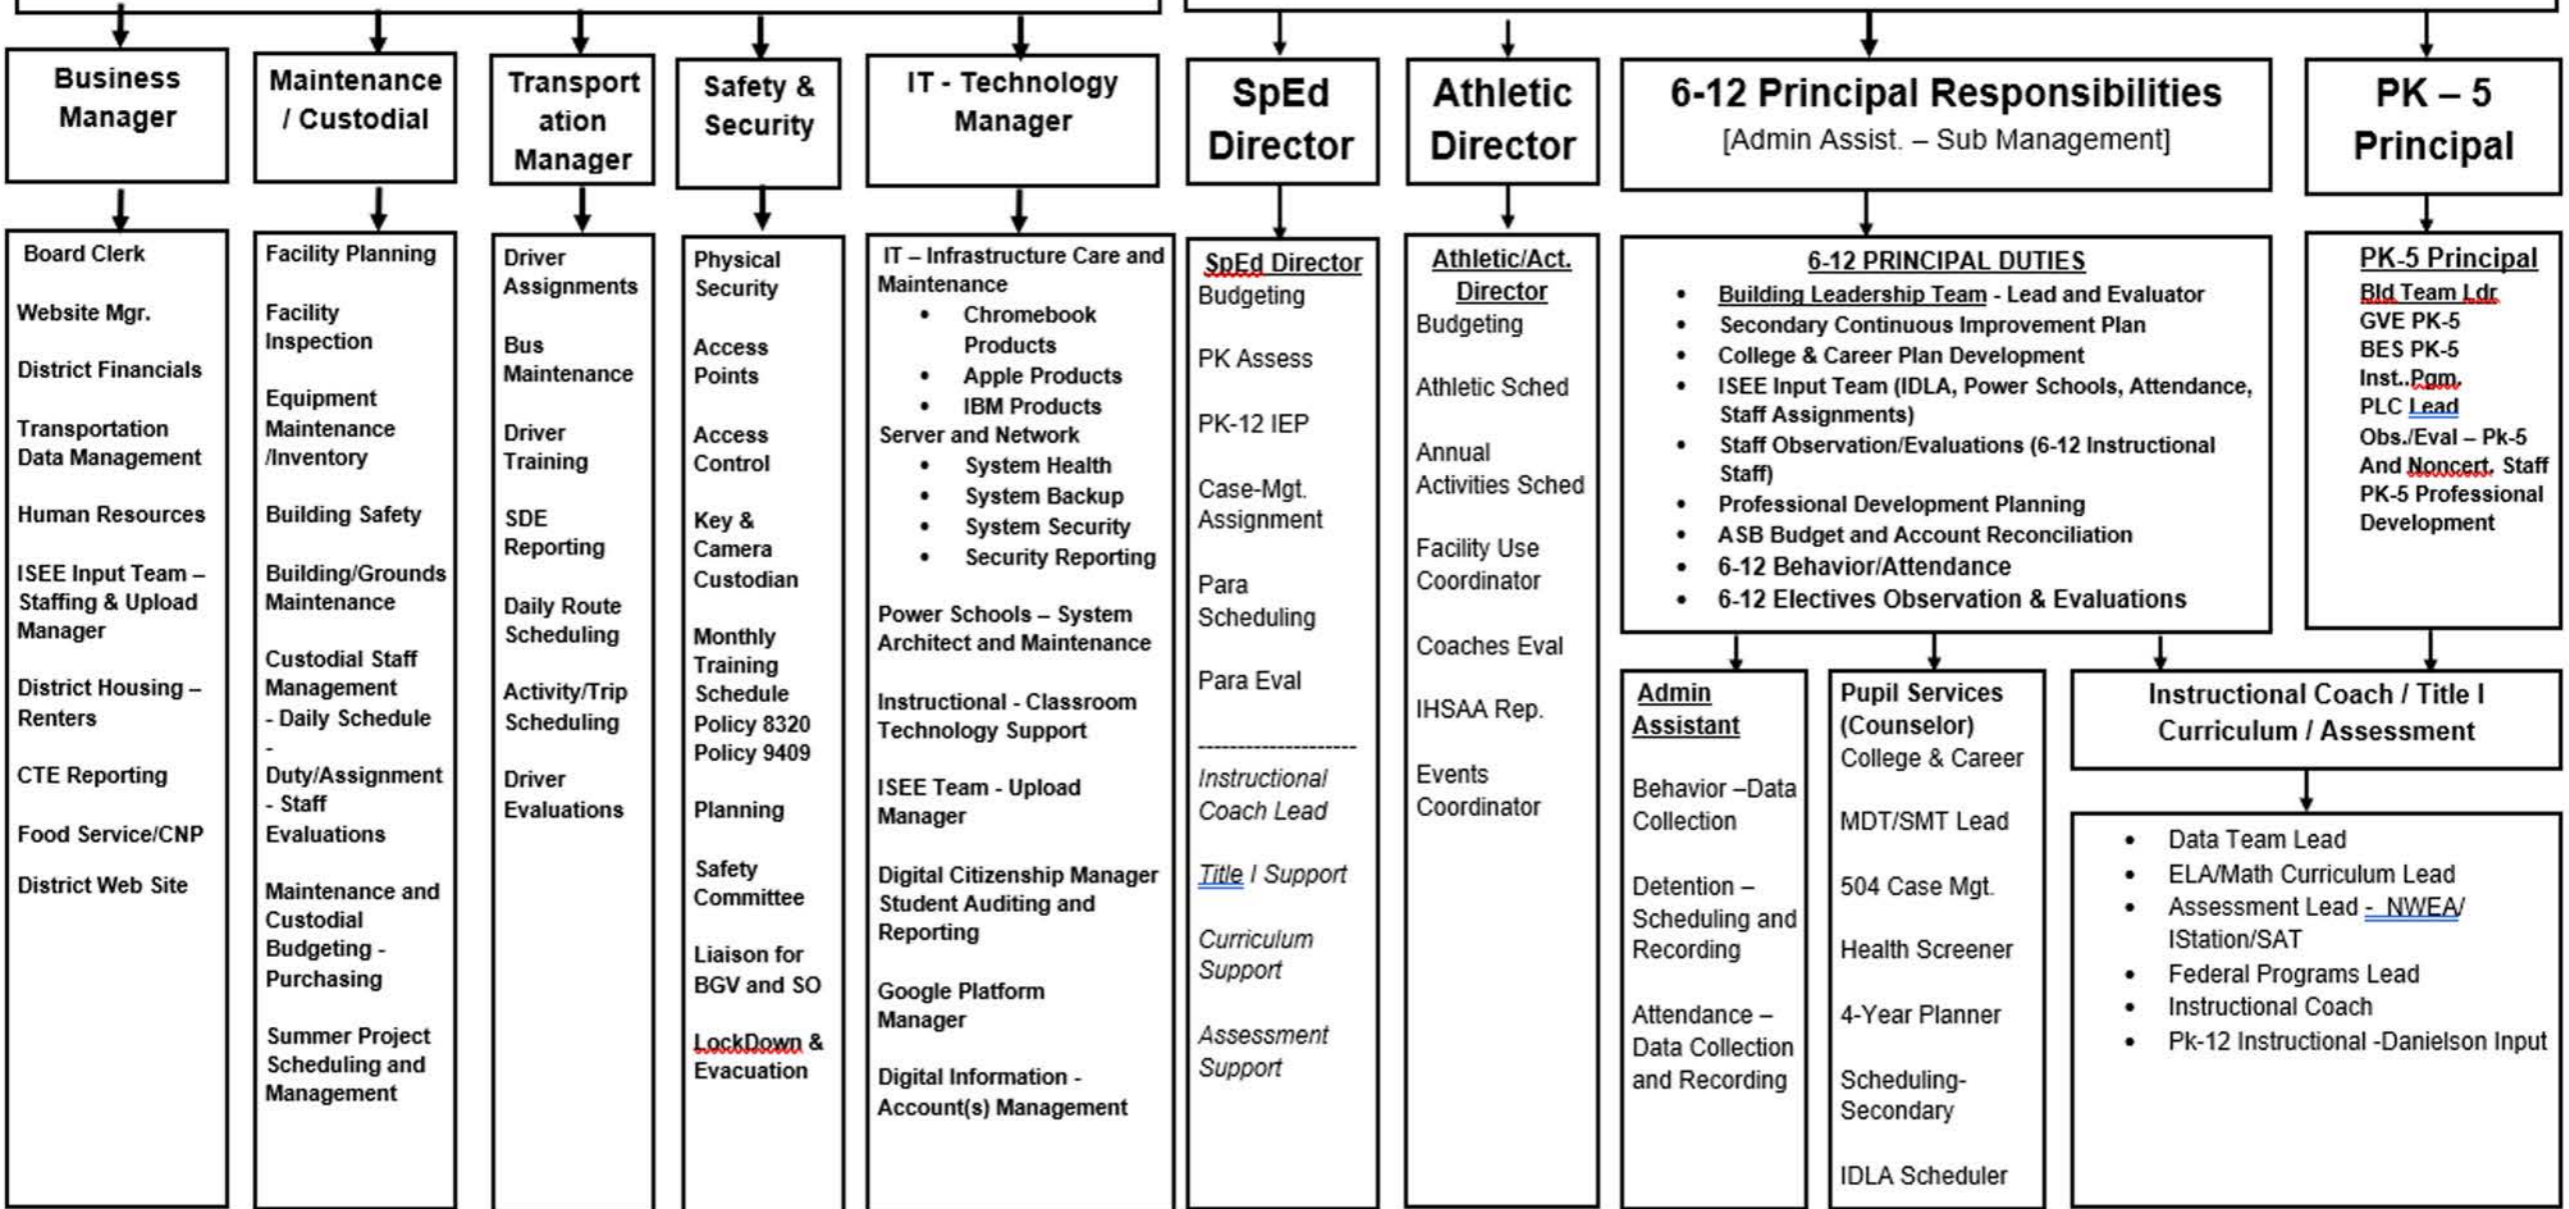 Business
Manager
Maintenance
/ Custodial
Transport
ation
Manager
Safety &
Security
IT - Technology
Manager
SpEd
Director
Athletic
Director
6-12 Principal Responsibilities
[Admin Assist. – Sub Management]
PK – 5
Principal
Board Clerk
Website Mgr.
District Financials
Transportation
Data Management
Human Resources
ISEE Input Team –
Staffing & Upload
Manager
District Housing –
Renters
CTE Reporting
Food Service/CNP
District Web Site
Facility Planning
Facility
Inspection
Equipment
Maintenance
/Inventory
Building Safety
Building/Grounds
Maintenance
Custodial Staff
Management
- Daily Schedule
-
Duty/Assignment
- Staff
Evaluations
Maintenance and
Custodial
Budgeting -
Purchasing
Summer Project
Scheduling and
Management
Driver
Assignments
Bus
Maintenance
Driver
Training
SDE
Reporting
Daily Route
Scheduling
Activity/Trip
Scheduling
Driver
Evaluations
Physical
Security
Access
Points
Access
Control
Key &
Camera
Custodian
Monthly
Training
Schedule
Policy 8320
Policy 9409
Planning
Safety
Committee
Liaison for
BGV and SO
LockDown &
Evacuation
IT – Infrastructure Care and
Maintenance
• Chromebook
Products
• Apple Products
• IBM Products
Server and Network
• System Health
• System Backup
• System Security
• Security Reporting
Power Schools – System
Architect and Maintenance
Instructional - Classroom
Technology Support
ISEE Team - Upload
Manager
Digital Citizenship Manager
Student Auditing and
Reporting
Google Platform
Manager
Digital Information -
Account(s) Management
SpEd Director
Budgeting
PK Assess
PK-12 IEP
Case-Mgt.
Assignment
Para
Scheduling
Para Eval
---------------------
Instructional
Coach Lead
Title I Support
Curriculum
Support
Assessment
Support
Athletic/Act.
Director
Budgeting
Athletic Sched
Annual
Activities Sched
Facility Use
Coordinator
Coaches Eval
IHSAA Rep.
Events
Coordinator
6-12 PRINCIPAL DUTIES
• Building Leadership Team - Lead and Evaluator
• Secondary Continuous Improvement Plan
• College & Career Plan Development
• ISEE Input Team (IDLA, Power Schools, Attendance,
Staff Assignments)
• Staff Observation/Evaluations (6-12 Instructional
Staff)
• Professional Development Planning
• ASB Budget and Account Reconciliation
• 6-12 Behavior/Attendance
• 6-12 Electives Observation & Evaluations
PK-5 Principal
Bld Team Ldr
GVE PK-5
BES PK-5
Inst..Pgm.
PLC Lead
Obs./Eval – Pk-5
And Noncert. Staff
PK-5 Professional
Development
Admin
Assistant
Behavior –Data
Collection
Detention –
Scheduling and
Recording
Attendance –
Data Collection
and Recording
Pupil Services
(Counselor)
College & Career
MDT/SMT Lead
504 Case Mgt.
Health Screener
4-Year Planner
Scheduling-
Secondary
IDLA Scheduler
Instructional Coach / Title I
Curriculum / Assessment
• Data Team Lead
• ELA/Math Curriculum Lead
• Assessment Lead - NWEA/
IStation/SAT
• Federal Programs Lead
• Instructional Coach
• Pk-12 Instructional -Danielson Input